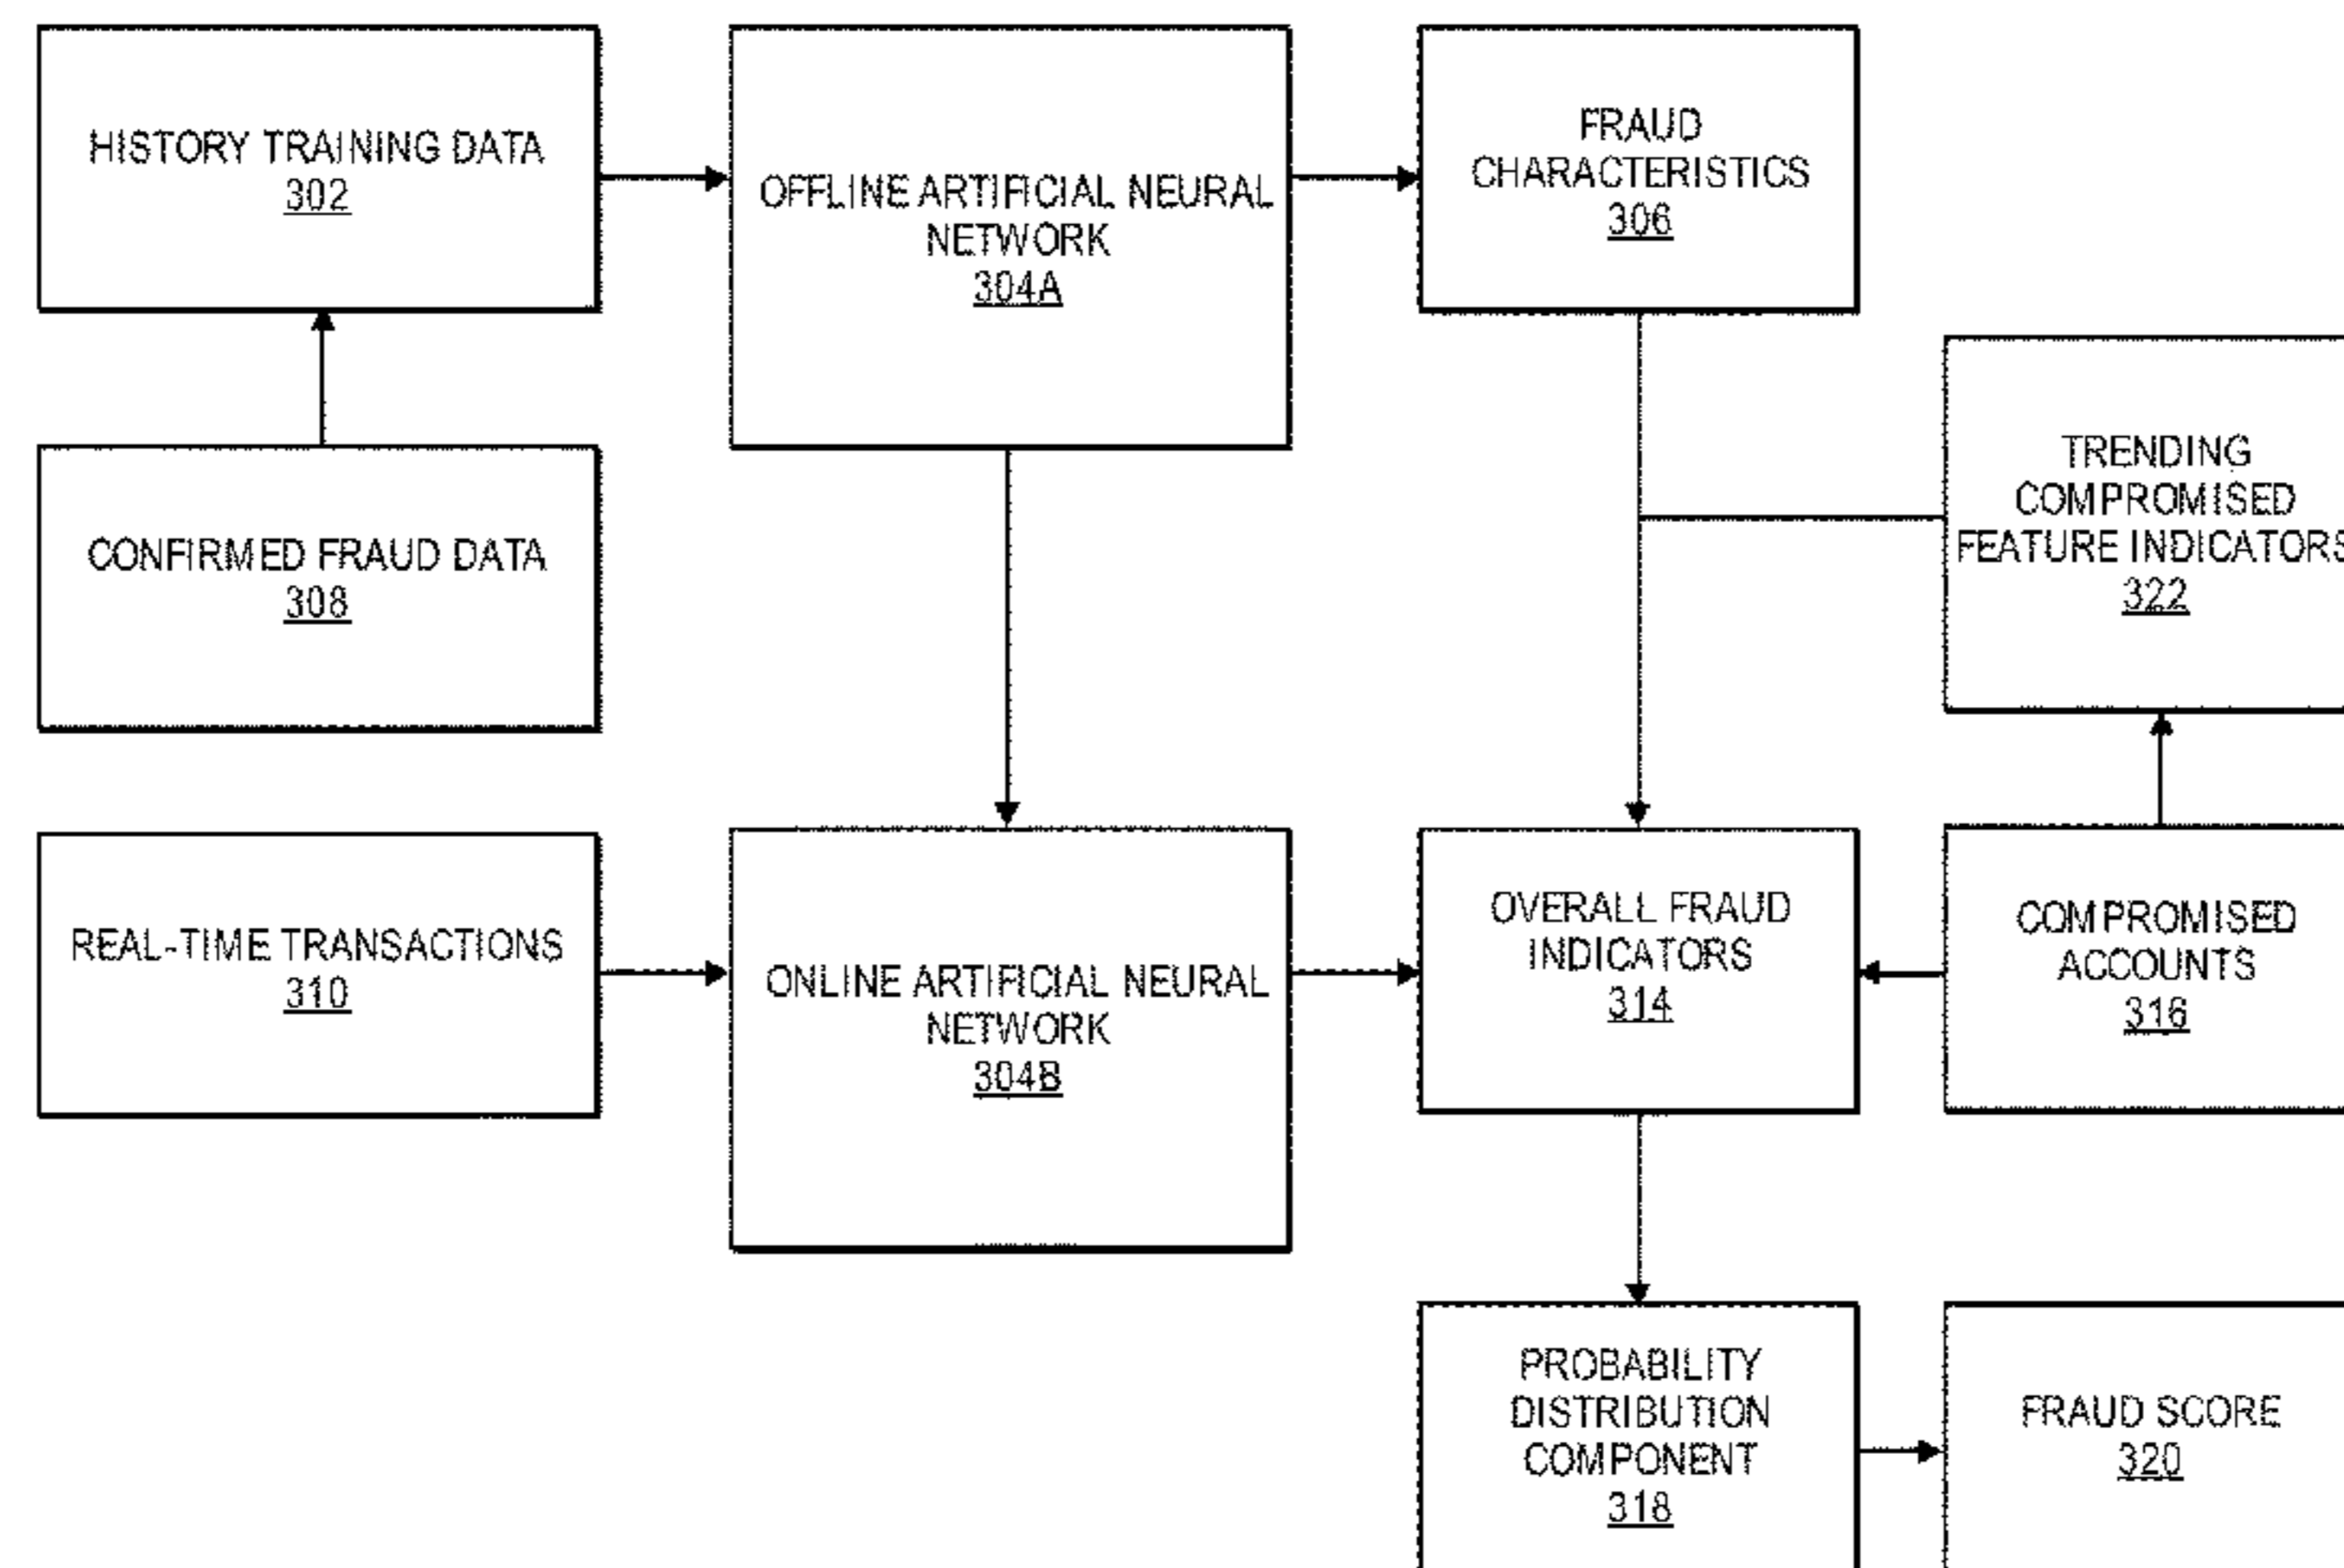 HISTORY TRAINING DATA
302
OFFLINE ARTIFICIAL NEURAL
NETWORK
304A
FRAUD
CHARACTERISTICS
306
CONFIRMED FRAUD DATA
308
TRENDING
COMPROMISED
FEATURE INDICATORS
322
REAL-TIME TRANSACTIONS
310
ONLINE ARTIFICIAL NEURAL
NETWORK
304B
OVERALL FRAUD
INDICATORS
314
COMPROMISED
ACCOUNTS
316
PROBABILITY
DISTRIBUTION
COMPONENT
318
FRAUD SCORE
320